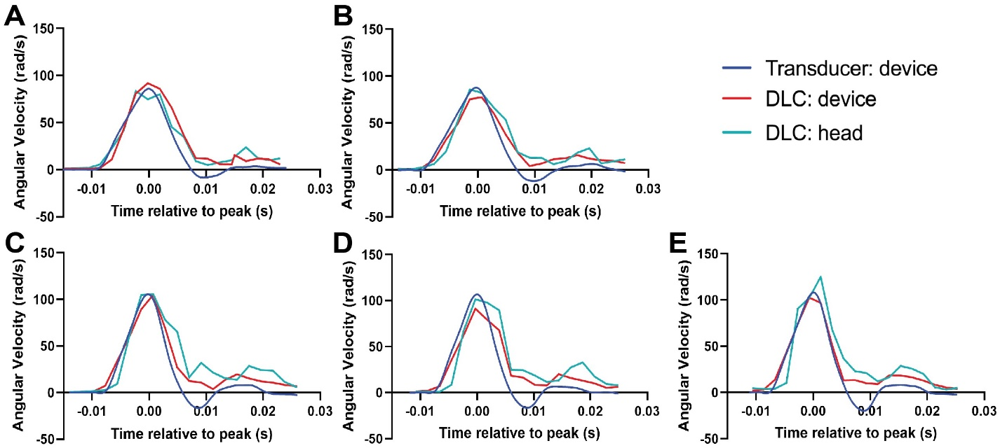 A
Angular Velocity (rad/s)
150
100
50
0
-50
-0.01 0.00 0.01 0.02 0.03
Time relative to peak (s)
B
Angular Velocity (rad/s)
150
100
50
0
-50
-0.01 0.00 0.01 0.02 0.03
Time relative to peak (s)
Transducer: device
DLC: device
DLC: head
C
Angular Velocity (rad/s)
150
100
50
0
-50
-0.01 0.00 0.01 0.02 0.03
Time relative to peak (s)
D
Angular Velocity (rad/s)
150
100
50
0
-50
-0.01 0.00 0.01 0.02 0.03
Time relative to peak (s)
E
Angular Velocity (rad/s)
150
100
50
0
-50
-0.01 0.00 0.01 0.02 0.03
Time relative to peak (s)